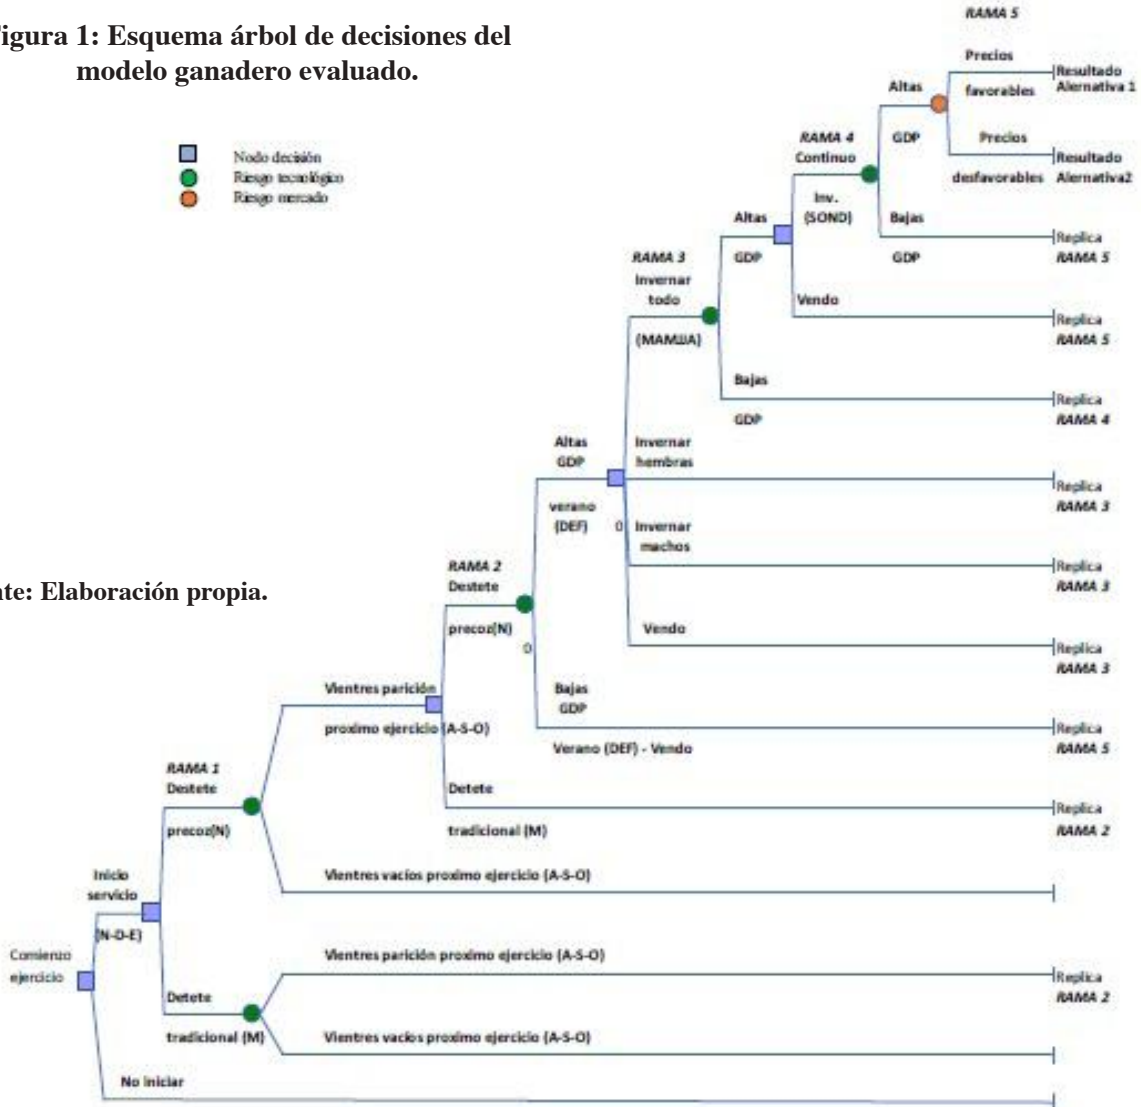 igura 1: Esquema árbol de decisiones del
modelo ganadero evaluado.
Nodo decisión
Riesgo tecnológico
Riesgo mercado
RAMA 5
Precios
favorables
Resultado
Alernativa 1
Altas
GDP
Precios
desfavorables
Resultado
Alernativa2
RAMA 4
Continuo
Inv.
(SOND)
Bajas
GDP
Replica
RAMA 5
Altas
GDP
Vendo
Replica
RAMA 5
RAMA 3
Invernar
todo
(MAMJJA)
Bajas
GDP
Replica
RAMA 4
Altas
GDP
verano
(DEF)
0
Invernar
hembras
Replica
RAMA 3
Invernar
machos
Replica
RAMA 3
Vendo
Replica
RAMA 3
nte: Elaboración propia.
RAMA 2
Destete
precoz(N)
0
Bajas
GDP
Verano (DEF) - Vendo
Replica
RAMA 5
Vientres parición
proximo ejercicio (A-S-O)
Detete
tradicional (M)
Replica
RAMA 2
RAMA 1
Destete
precoz(N)
Vientres vacíos proximo ejercicio (A-S-O)
Inicio
servicio
(N-D-E)
Comienzo
ejercicio
Vientres parición proximo ejercicio (A-S-O)
Replica
RAMA 2
Detete
tradicional (M)
Vientres vacíos proximo ejercicio (A-S-O)
No iniciar